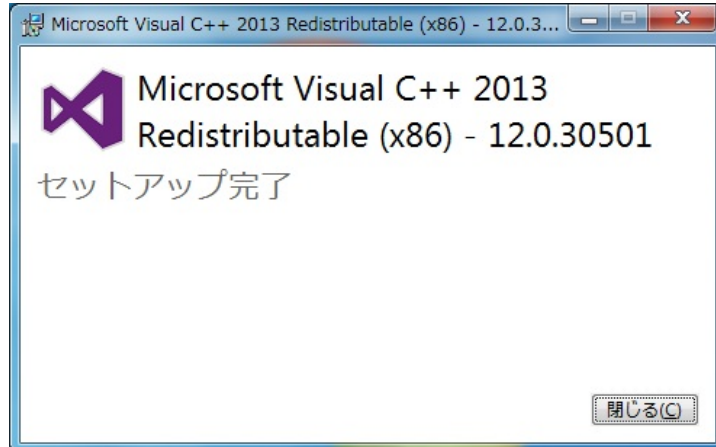 Microsoft Visual C++ 2013 Redistributable (x86) - 12.0.3...
Microsoft Visual C++ 2013
Redistributable (x86) - 12.0.30501
セットアップ完了
閉じる(C)